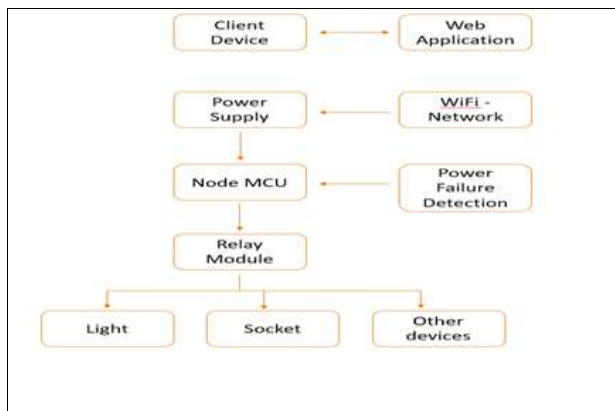 Client
Device
Web
Application
Power
Supply
WiFi -
Network
Node MCU
Power
Failure
Detection
Relay
Module
Light
Socket
Other
devices